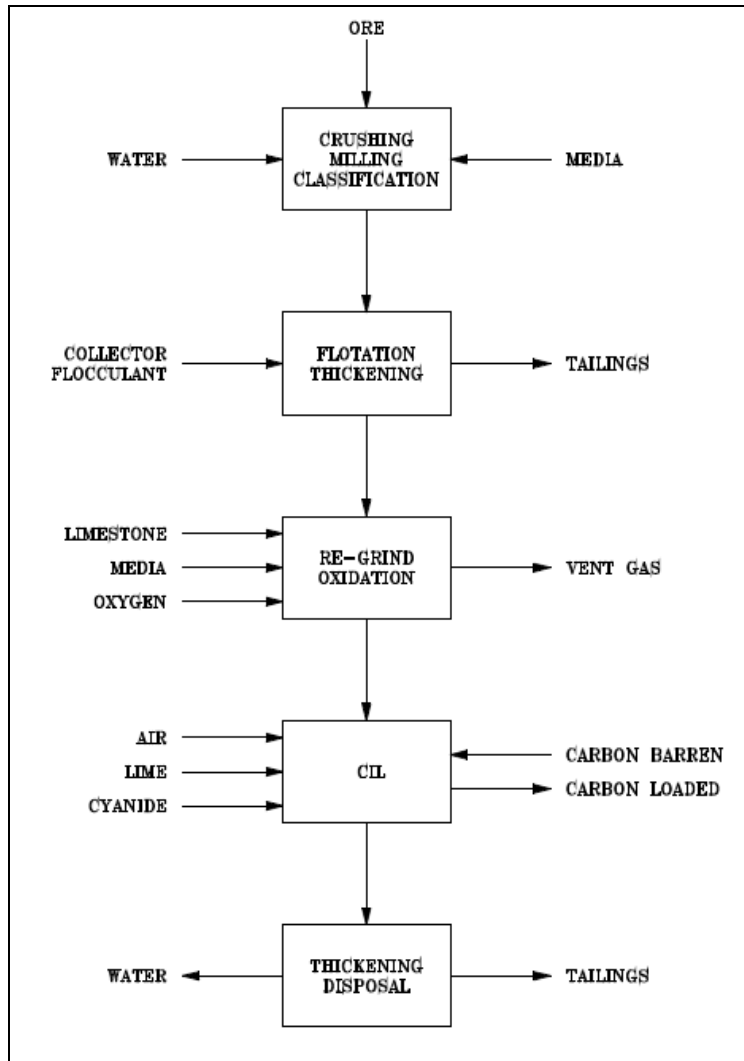 ORE
WATER
CRUSHING
MILLING
CLASSIFICATION
MEDIA
COLLECTOR
FLOCCULANT
FLOTATION
THICKENING
TAILINGS
LIMESTONE
MEDIA
OXYGEN
RE-GRIND
OXIDATION
VENT GAS
AIR
LIME
CYANIDE
CIL
CARBON BARREN
CARBON LOADED
WATER
THICKENING
DISPOSAL
TAILINGS